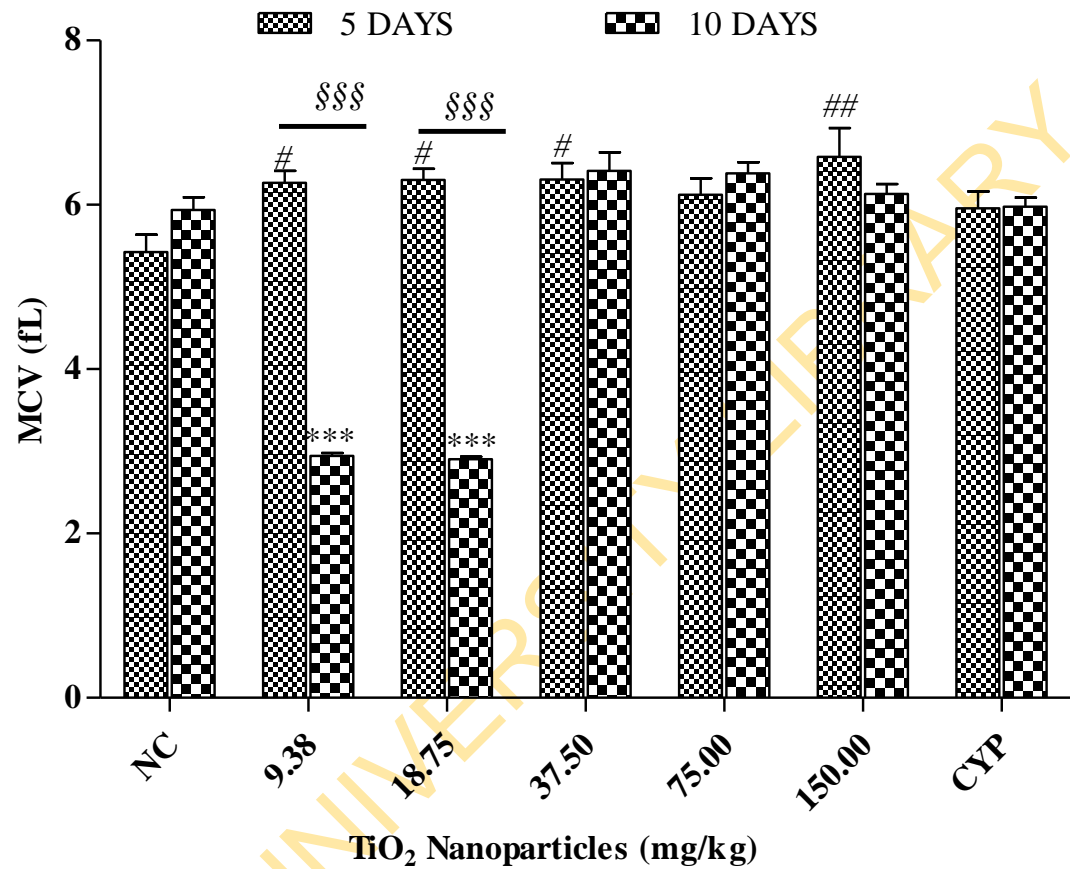 5 DAYS 10 DAYS
8
§§§ §§§ ##
# # #
6
MCV (fL)
4
*** ***
2
0
NC 9.38 18.75 37.50 75.00 150.00 CYP
TiO₂ Nanoparticles (mg/kg)
UNIVERSITY LIBRARY